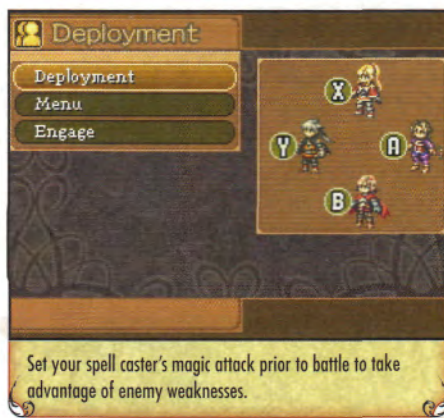 Deployment
Deployment
Menu
Engage
X
Y
A
B
Set your spell caster's magic attack prior to battle to take
advantage of enemy weaknesses.